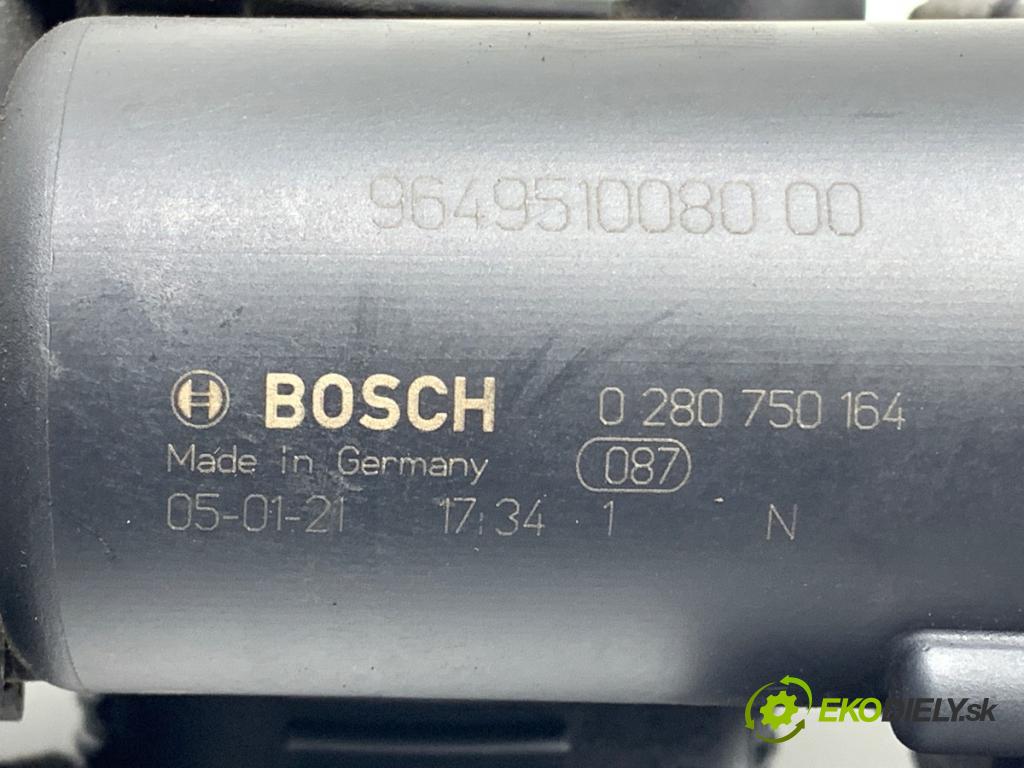 9649510080 00
BOSCH 0 280 750 164
Made in Germany 087
05-01-21 17:34 1 N
EKODIELY.sk